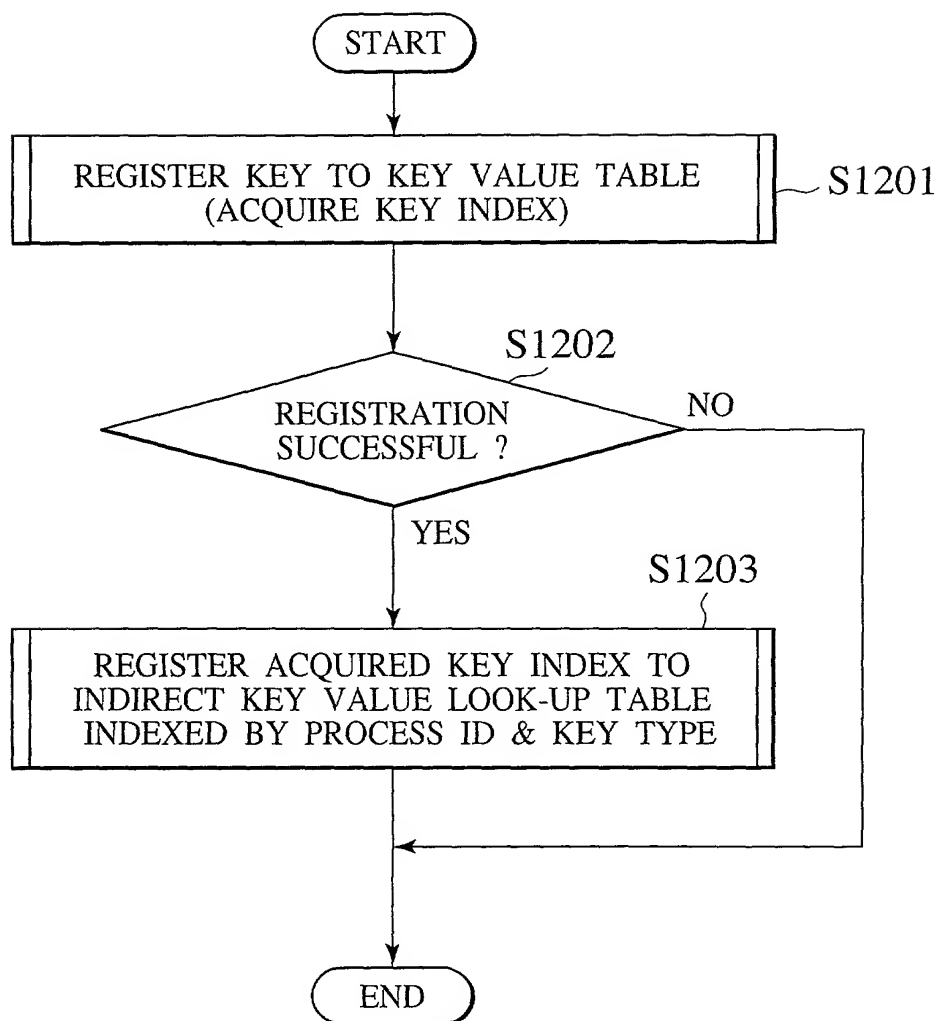 START
REGISTER KEY TO KEY VALUE TABLE
(ACQUIRE KEY INDEX)
S1201
S1202
REGISTRATION
SUCCESSFUL ?
NO
YES
S1203
REGISTER ACQUIRED KEY INDEX TO
INDIRECT KEY VALUE LOOK-UP TABLE
INDEXED BY PROCESS ID & KEY TYPE
END